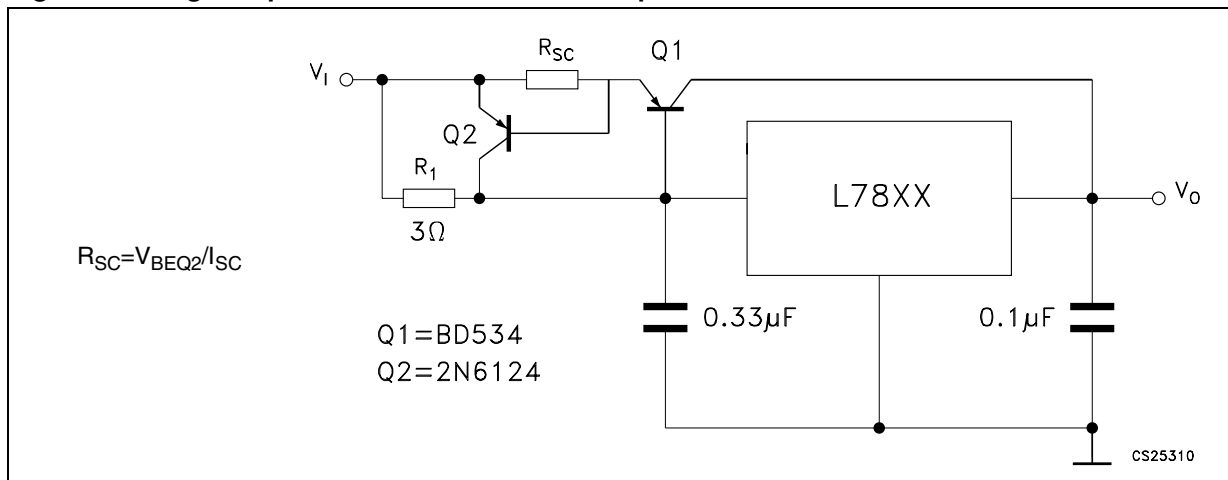 R_SC
Q1
V_I
Q2
R_1
3Ω
L78XX
V_O
R_SC=V_BEQ2/I_SC
0.33µF
0.1µF
Q1=BD534
Q2=2N6124
CS25310